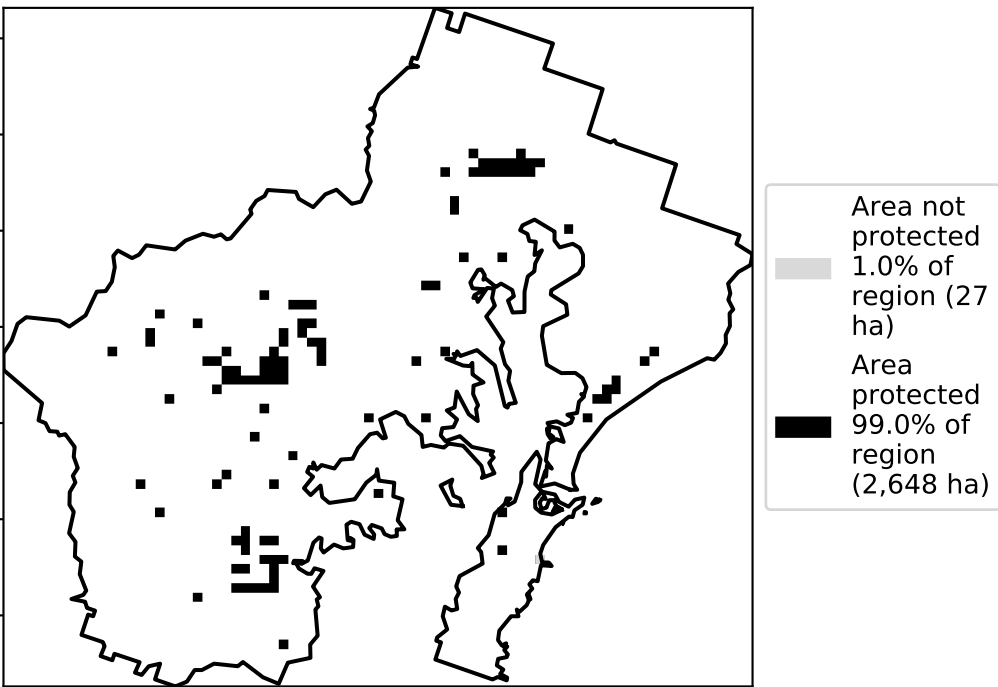 Area not
protected
1.0% of
region (27
ha)
Area
protected
99.0% of
region
(2,648 ha)